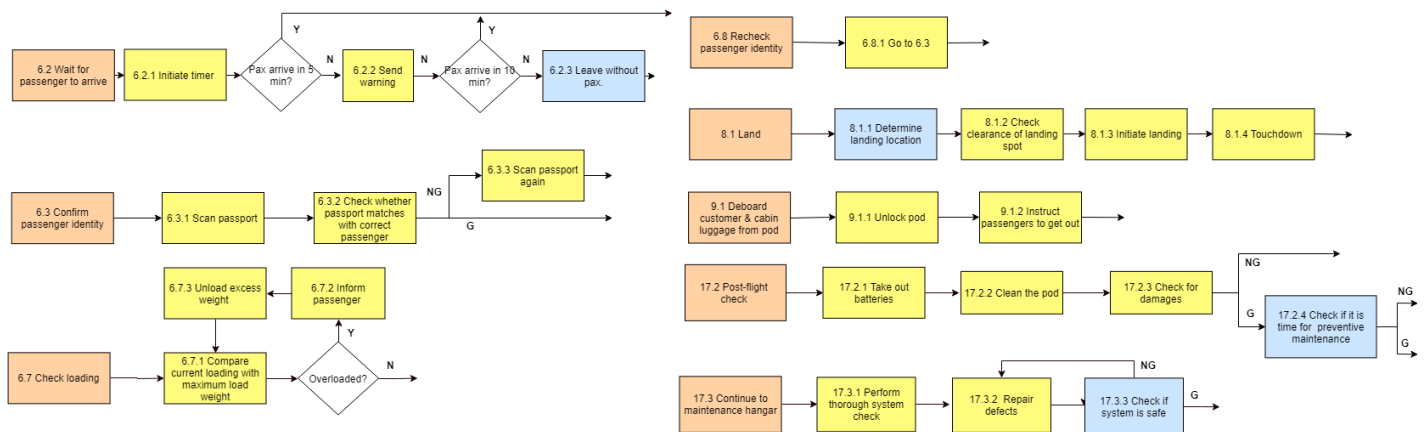 Y
Y
6.2 Wait for
passenger to arrive
6.2.1 Initiate timer
Pax arrive in 5
min?
N
6.2.2 Send
warning
N
Pax arrive in 10
min?
N
6.2.3 Leave without
pax.
6.3 Confirm
passenger identity
6.3.1 Scan passport
6.3.2 Check whether
passport matches
with correct
passenger
NG
6.3.3 Scan passport
again
G
6.7.3 Unload excess
weight
6.7.2 Inform
passenger
Y
6.7 Check loading
6.7.1 Compare
current loading with
maximum load
weight
Overloaded?
N
6.8 Recheck
passenger identity
6.8.1 Go to 6.3
8.1 Land
8.1.1 Determine
landing location
8.1.2 Check
clearance of landing
spot
8.1.3 Initiate landing
8.1.4 Touchdown
9.1 Deboard
customer & cabin
luggage from pod
9.1.1 Unlock pod
9.1.2 Instruct
passengers to get out
17.2 Post-flight
check
17.2.1 Take out
batteries
17.2.2 Clean the pod
17.2.3 Check for
damages
NG
G
17.2.4 Check if it is
time for preventive
maintenance
NG
G
17.3 Continue to
maintenance hangar
17.3.1 Perform
thorough system
check
17.3.2 Repair
defects
NG
17.3.3 Check if
system is safe
G